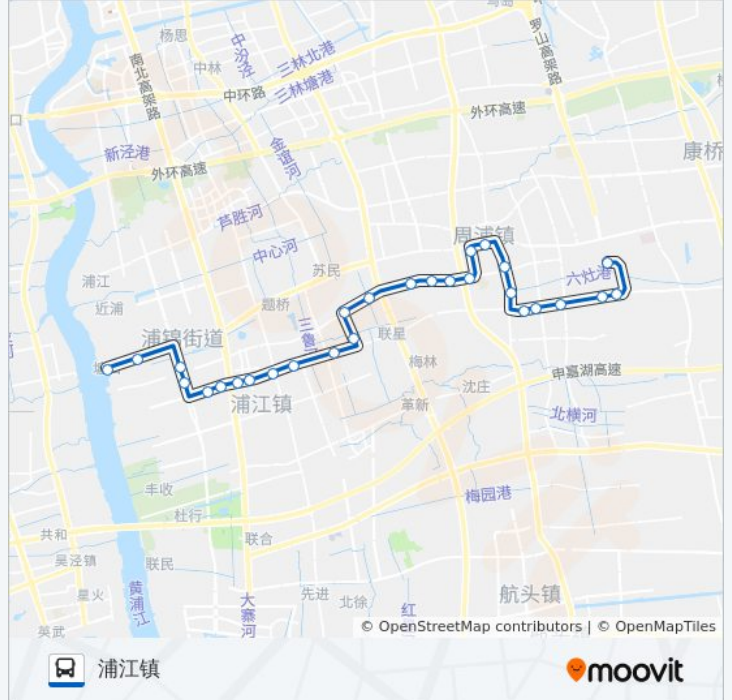 杨思
中汾泾
三林北港
罗山高架路
南北高架路
中林
三林塘港
中环路
外环高速
口
新泾港
金谊河
康桥
外环高速
芦胜河
周浦镇
中心河
苏民
六灶港
浦江
近浦
题桥
三鲁
浦锦街道
联星
梅林
申嘉湖高速
沈庄
浦江镇
革新
北横河
丰收
梅园港
杜行
共和
联合
吴泾镇
联民
星火
黄浦江
大寨河
先进
北徐
红
航头镇
英武
© OpenStreetMap contributors | © OpenMapTiles
浦江镇
moovit